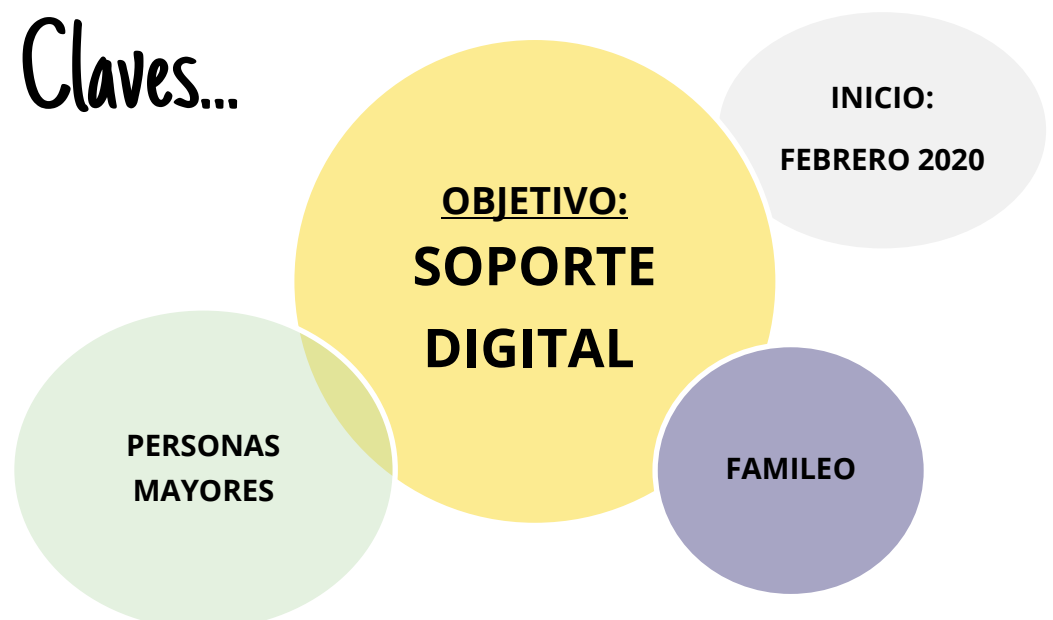 Claves...
INICIO:
FEBRERO 2020
OBJETIVO:
SOPORTE
DIGITAL
PERSONAS
MAYORES
FAMILEO